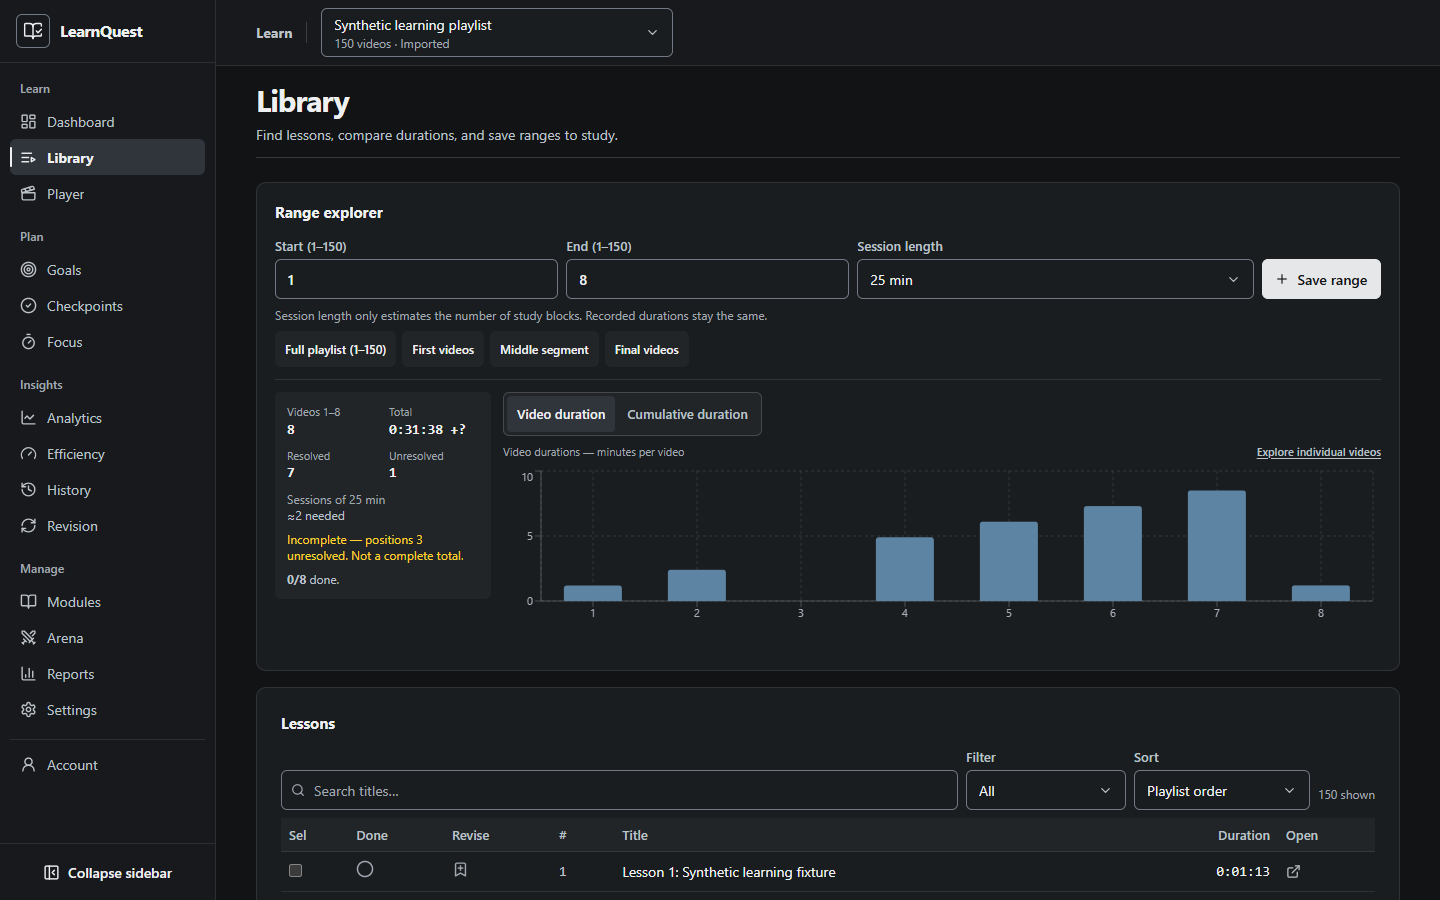 LearnQuest
Learn
Synthetic learning playlist
150 videos · Imported
Learn
Dashboard
Library
Player
Plan
Goals
Checkpoints
Focus
Insights
Analytics
Efficiency
History
Revision
Manage
Modules
Arena
Reports
Settings
Account
Collapse sidebar
Library
Find lessons, compare durations, and save ranges to study.
Range explorer
Start (1–150)
End (1–150)
Session length
1
8
25 min
+ Save range
Session length only estimates the number of study blocks. Recorded durations stay the same.
Full playlist (1–150)
First videos
Middle segment
Final videos
Videos 1–8
Total
8
0:31:38 +?
Resolved
Unresolved
7
1
Sessions of 25 min
≈2 needed
Incomplete — positions 3
unresolved. Not a complete total.
0/8 done.
Video duration
Cumulative duration
Video durations — minutes per video
Explore individual videos
10
5
0
1 2 3 4 5 6 7 8
Lessons
Filter
Sort
Search titles...
All
Playlist order
150 shown
Sel Done Revise # Title Duration Open
1 Lesson 1: Synthetic learning fixture 0:01:13